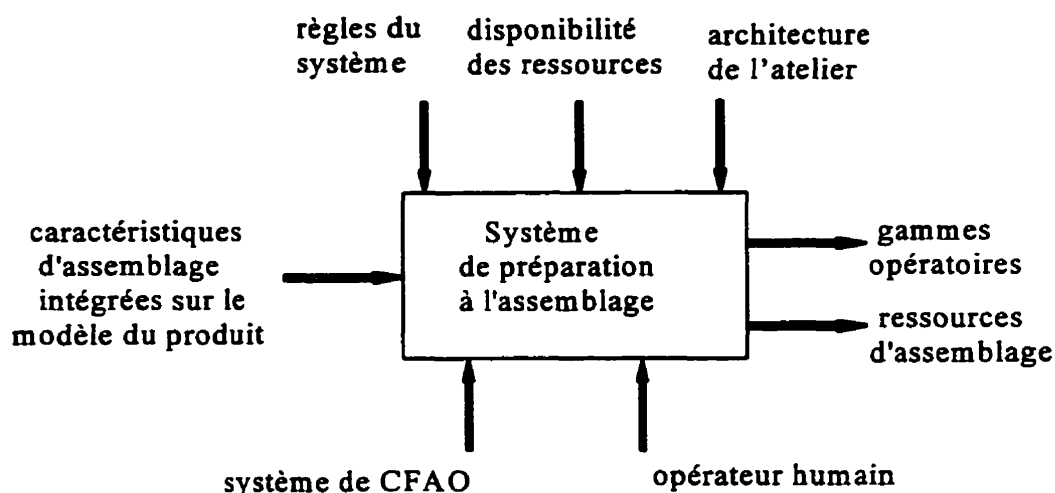 règles du
système
disponibilité
des ressources
architecture
de l'atelier
caractéristiques
d'assemblage
intégrées sur le
modèle du produit
Système
de préparation
à l'assemblage
gammes
opératoires
ressources
d'assemblage
système de CFAO
opérateur humain